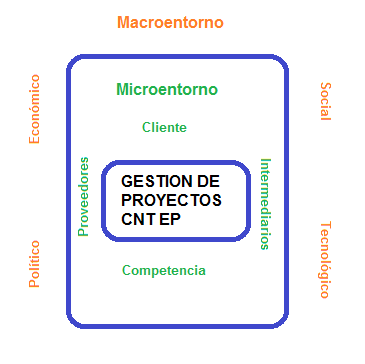 Macroentorno
Económico
Social
Microentorno
Cliente
Proveedores
GESTION DE
PROYECTOS
CNT EP
Intermediarios
Competencia
Político
Tecnológico